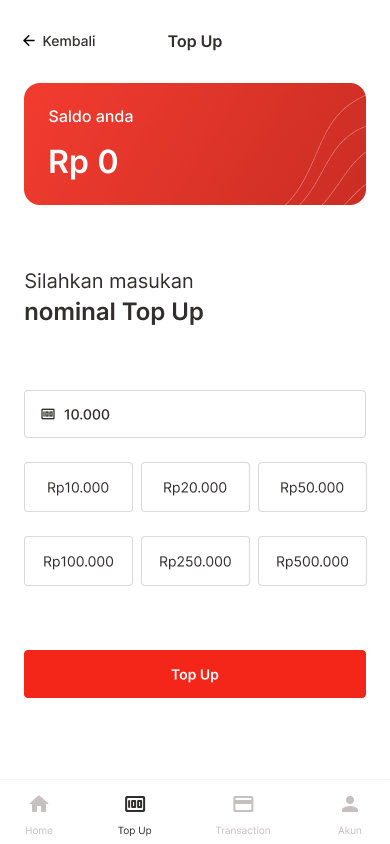 Kembali
Top Up
Saldo anda
Rp 0
Silahkan masukan
nominal Top Up
10.000
Rp10.000
Rp20.000
Rp50.000
Rp100.000
Rp250.000
Rp500.000
Top Up
Home
Top Up
Transaction
Akun